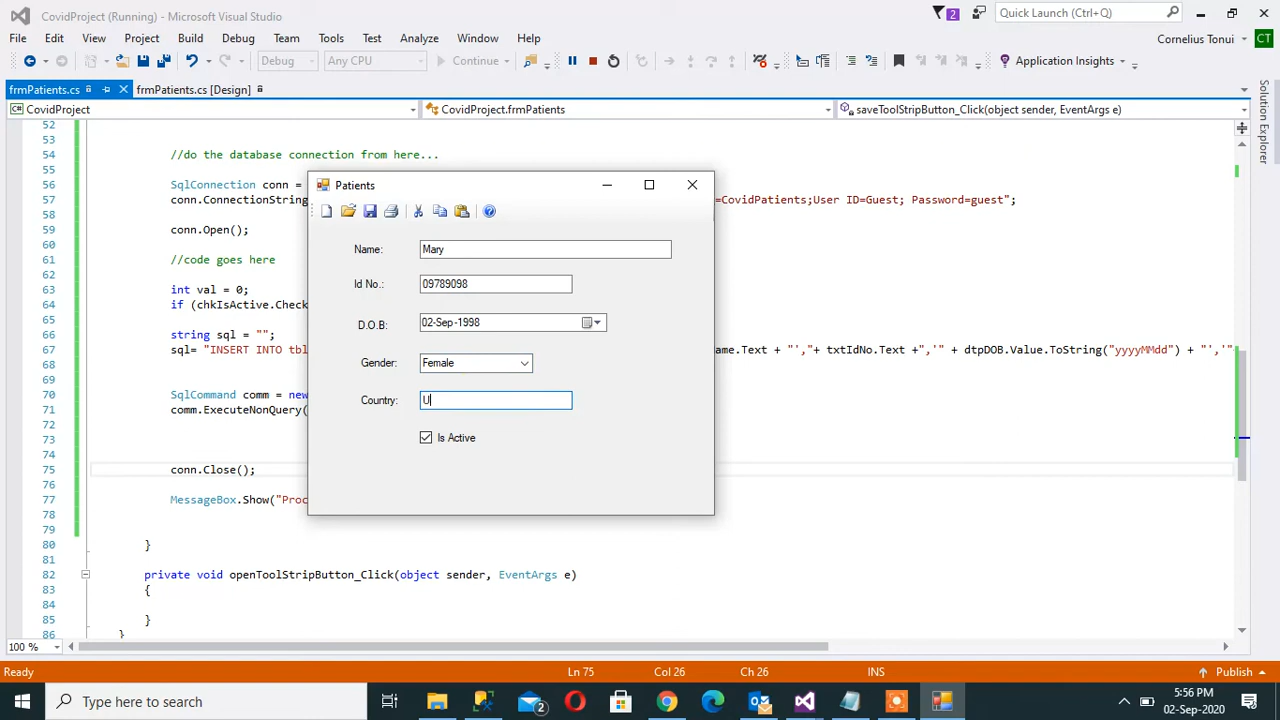 CovidProject (Running) - Microsoft Visual Studio
2
Quick Launch (Ctrl+Q)
File Edit View Project Build Debug Team Tools Test Analyze Window Help
Cornelius Tonui
CT
Debug Any CPU Continue Application Insights
frmPatients.cs frmPatients.cs [Design]
CovidProject CovidProject.frmPatients saveToolStripButton_Click(object sender, EventArgs e)
Solution Explorer
52
53
54 //do the database connection from here...
55
56 SqlConnection conn =
57 conn.ConnectionString =CovidPatients;User ID=Guest; Password=guest";
58
59 conn.Open();
60
61 //code goes here
62
63 int val = 0;
64 if (chkIsActive.Check
65
66 string sql = "";
67 sql= "INSERT INTO tbl ame.Text + "',"+ txtIdNo.Text +",'" + dtpDOB.Value.ToString("yyyyMMdd") + "','"
68
69
70 SqlCommand comm = new
71 comm.ExecuteNonQuery(
72
73
74
75 conn.Close();
76
77 MessageBox.Show("Proc
78
79
80 }
81
82 private void openToolStripButton_Click(object sender, EventArgs e)
83 {
84
85 }
86 }
Patients
Name: Mary
Id No.: 09789098
D.O.B: 02-Sep-1998
Gender: Female
Country: U
Is Active
100 %
Ready Ln 75 Col 26 Ch 26 INS Publish
Type here to search
2
5:56 PM
02-Sep-2020